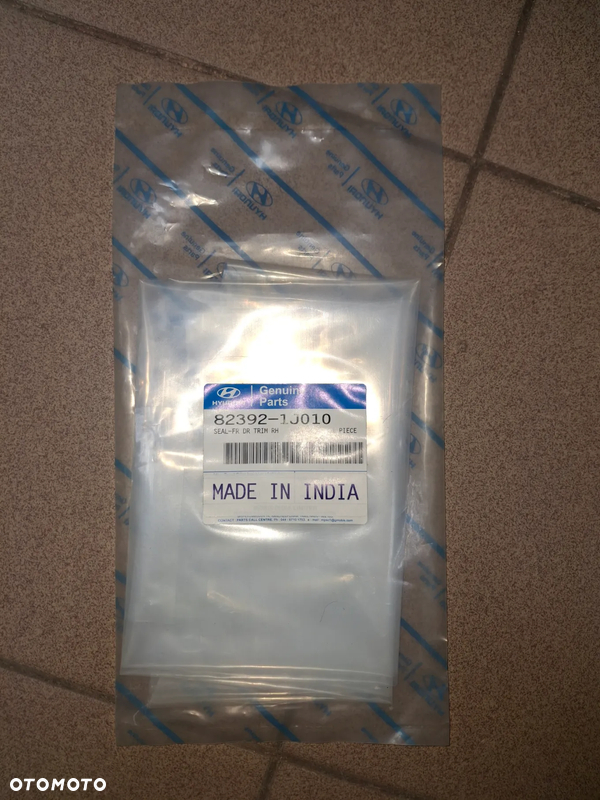 HYUNDAI
Genuine
Parts
82392-1J010
SEAL-FR DR TRIM RH PIECE
MADE IN INDIA
OTOMOTO